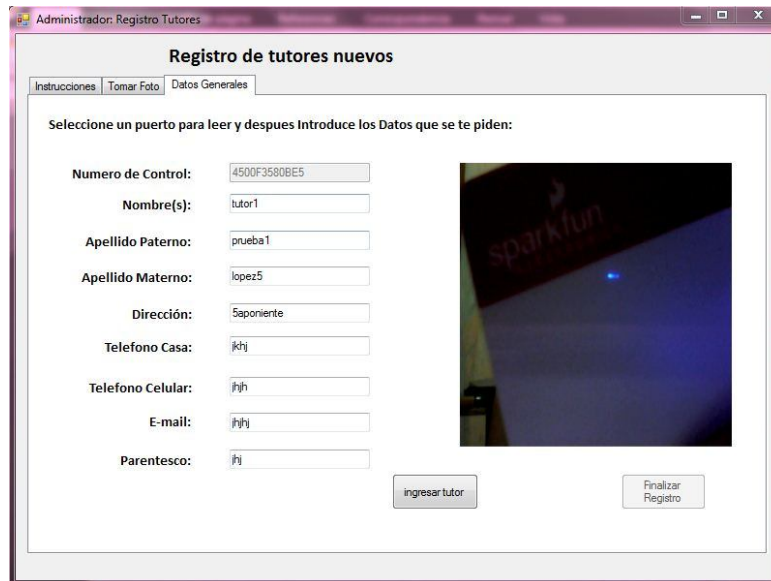 Administrador: Registro Tutores
Registro de tutores nuevos
Instrucciones Tomar Foto Datos Generales
Seleccione un puerto para leer y despues Introduce los Datos que se te piden:
Numero de Control: 4500F3580BE5
Nombre(s): tutor1
Apellido Paterno: prueba1
Apellido Materno: lopez5
Dirección: 5aponiente
Telefono Casa: jkhj
Telefono Celular: jhjh
E-mail: jhjhj
Parentesco: jhj
sparkfun
ingresar tutor
Finalizar
Registro